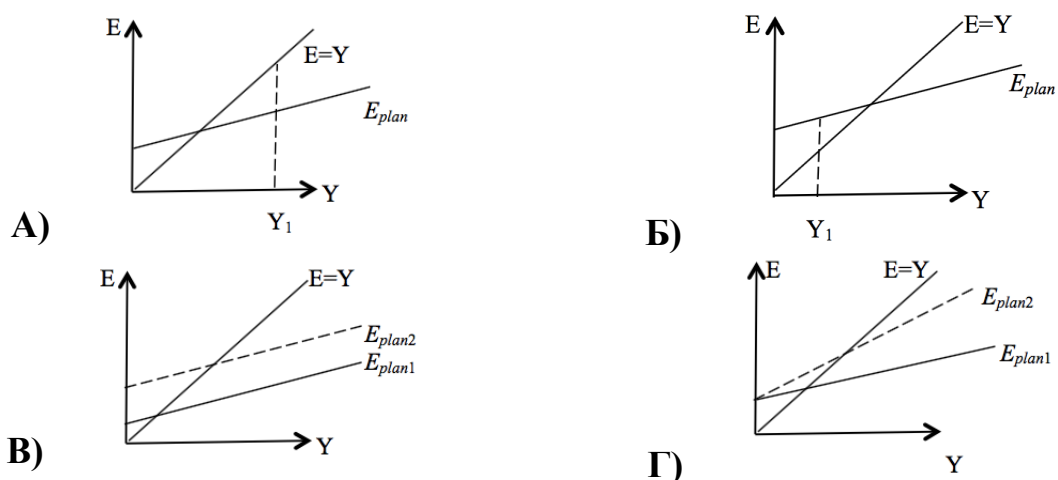 E
E=Y
E_plan
Y
Y₁
А)
E
E=Y
E_plan
Y
Y₁
Б)
E
E=Y
E_plan2
E_plan1
Y
В)
E
E=Y
E_plan2
E_plan1
Y
Г)